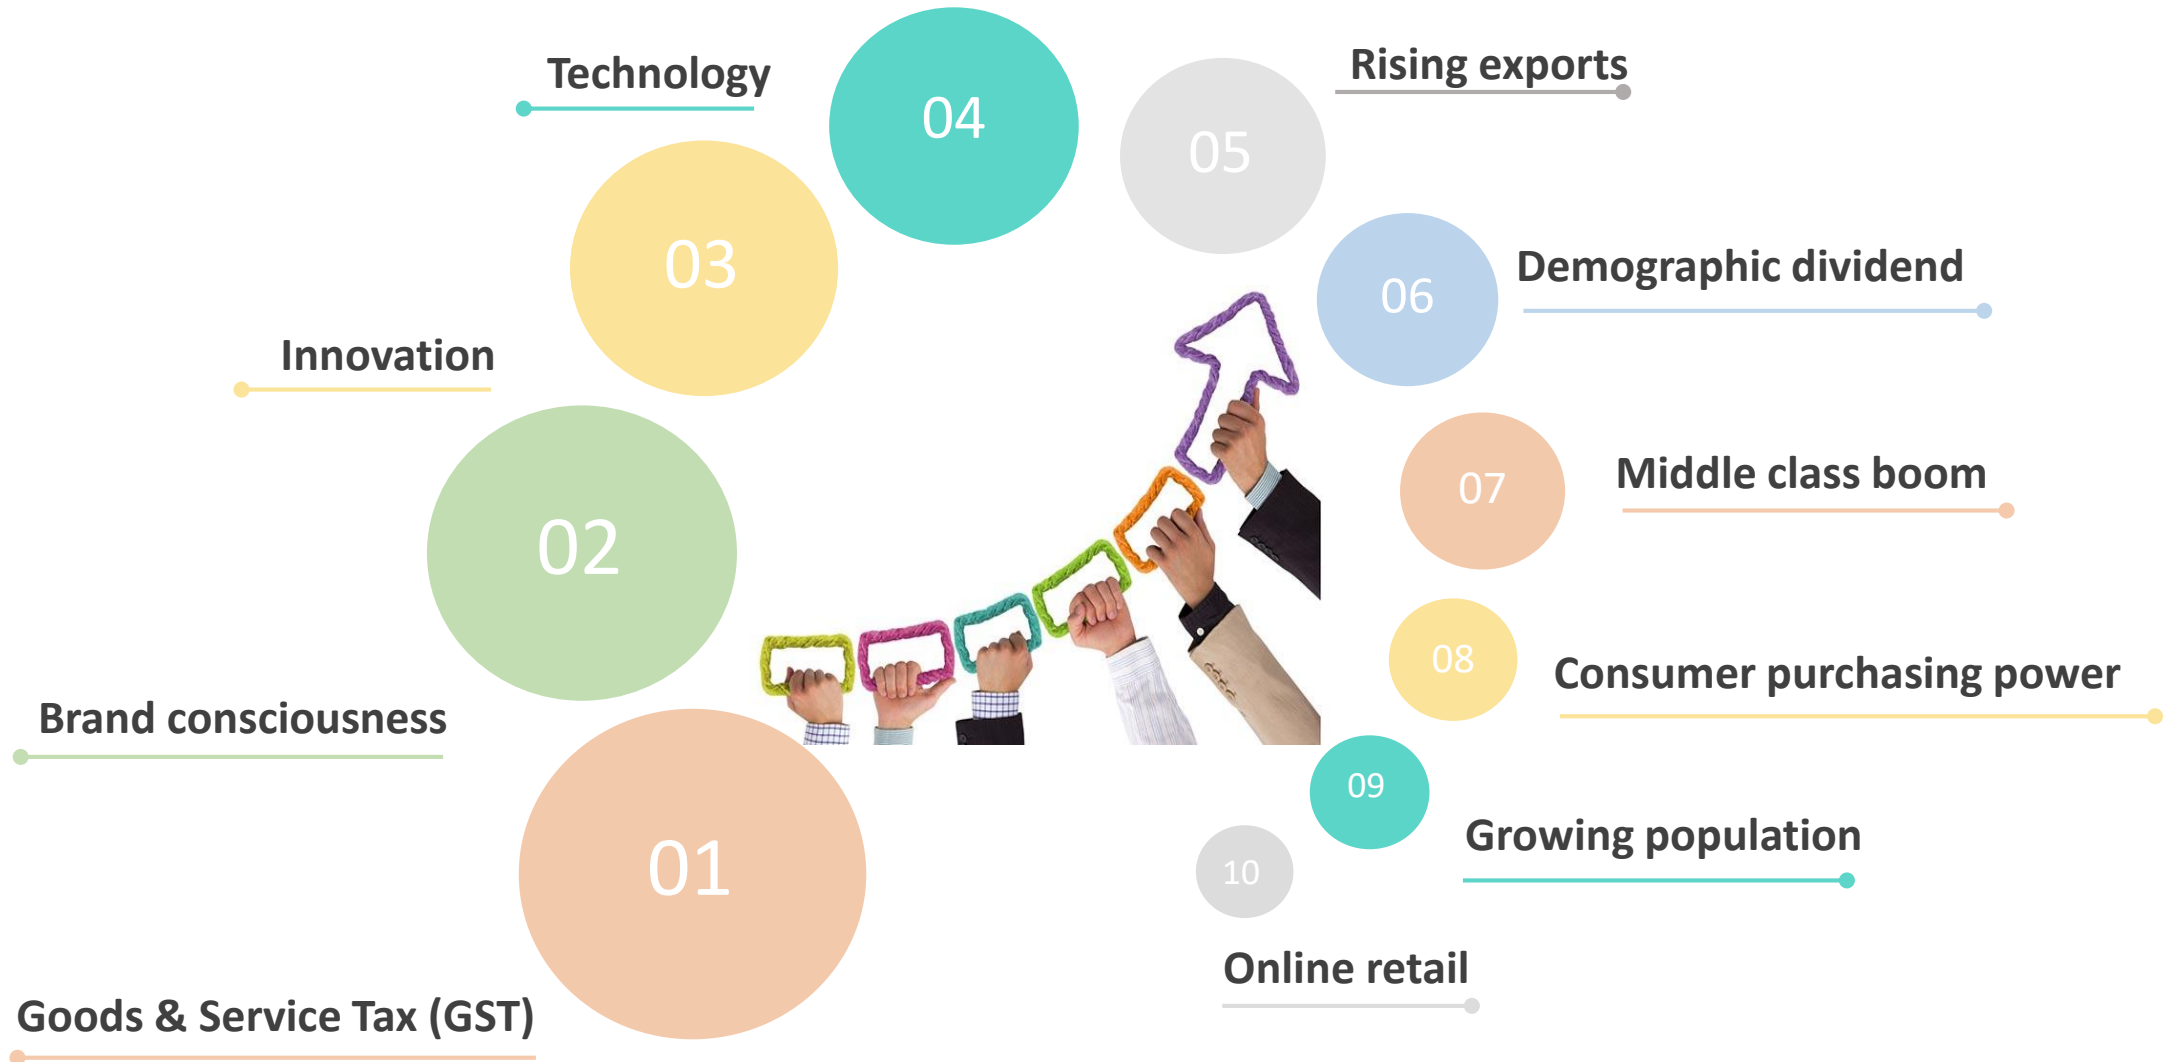 01
Goods & Service Tax (GST)
02
Brand consciousness
03
Innovation
04
Technology
05
Rising exports
06
Demographic dividend
07
Middle class boom
08
Consumer purchasing power
09
Growing population
10
Online retail